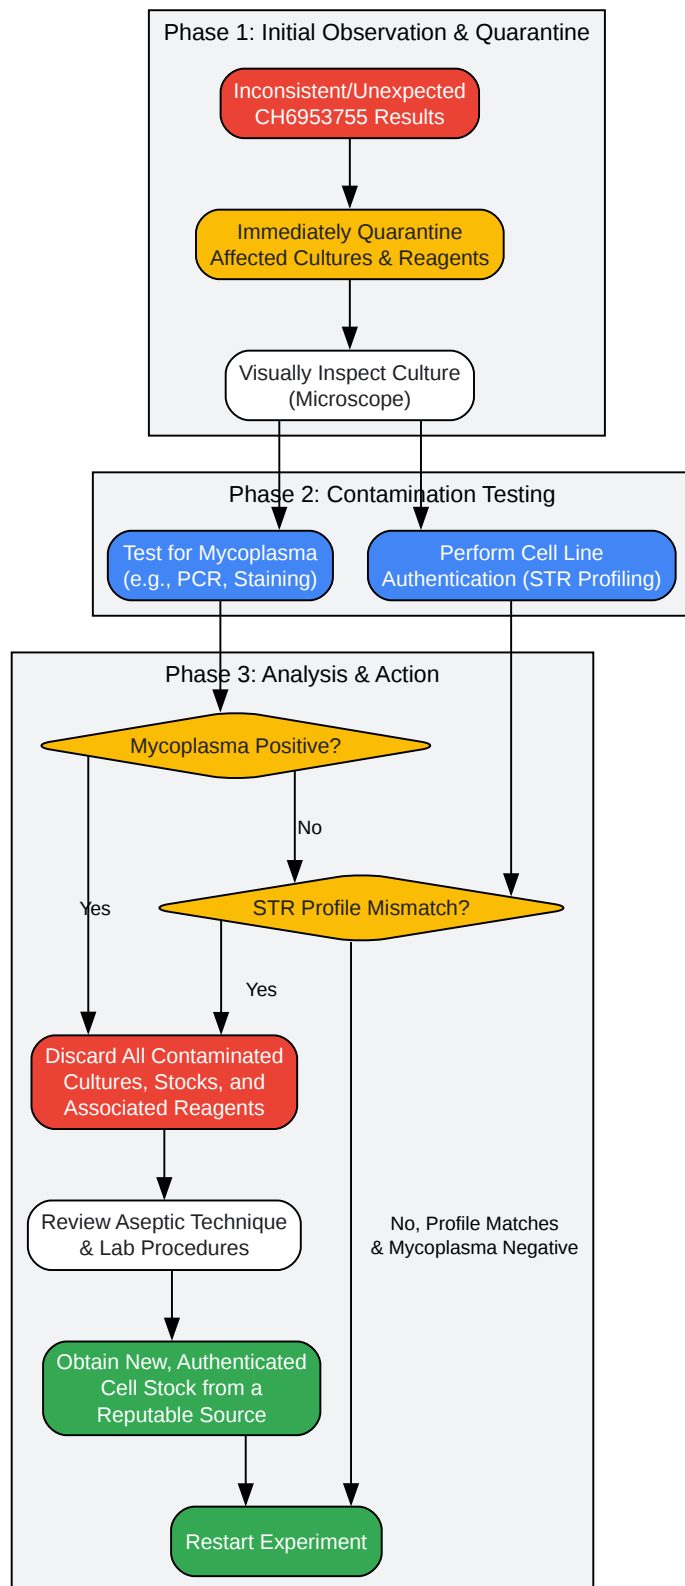 Phase 1: Initial Observation & Quarantine
Inconsistent/Unexpected
CH6953755 Results
Immediately Quarantine
Affected Cultures & Reagents
Visually Inspect Culture
(Microscope)
Phase 2: Contamination Testing
Test for Mycoplasma
(e.g., PCR, Staining)
Perform Cell Line
Authentication (STR Profiling)
Phase 3: Analysis & Action
Mycoplasma Positive?
No
Yes
STR Profile Mismatch?
Yes
Discard All Contaminated
Cultures, Stocks, and
Associated Reagents
Review Aseptic Technique
& Lab Procedures
No, Profile Matches
& Mycoplasma Negative
Obtain New, Authenticated
Cell Stock from a
Reputable Source
Restart Experiment